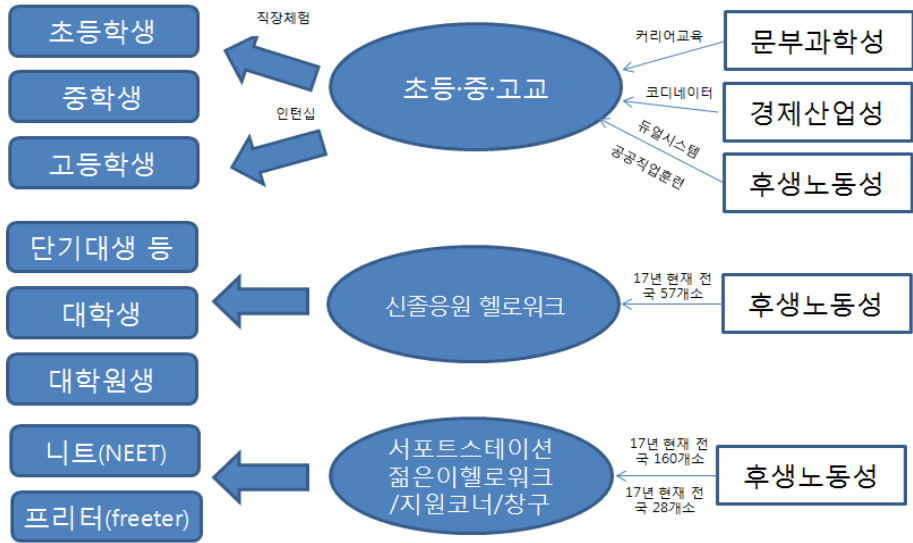 초등학생
직장체험
중학생
인턴십
고등학생
초등·중·고교
커리어교육
문부과학성
코디네이터
경제산업성
듀얼시스템
공공직업훈련
후생노동성
단기대생 등
대학생
대학원생
신졸응원 헬로워크
17년 현재 전
국 57개소
후생노동성
니트(NEET)
프리터(freeter)
서포트스테이션
젊은이헬로워크
/지원코너/창구
17년 현재 전
국 160개소
17년 현재 전
국 28개소
후생노동성